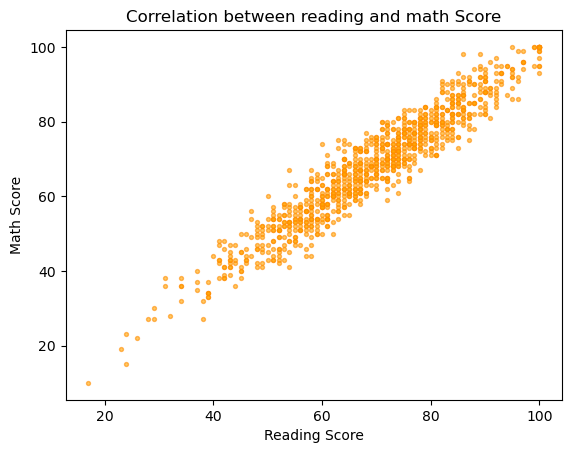 Correlation between reading and math Score
100
80
60
40
20
Math Score
20 40 60 80 100
Reading Score